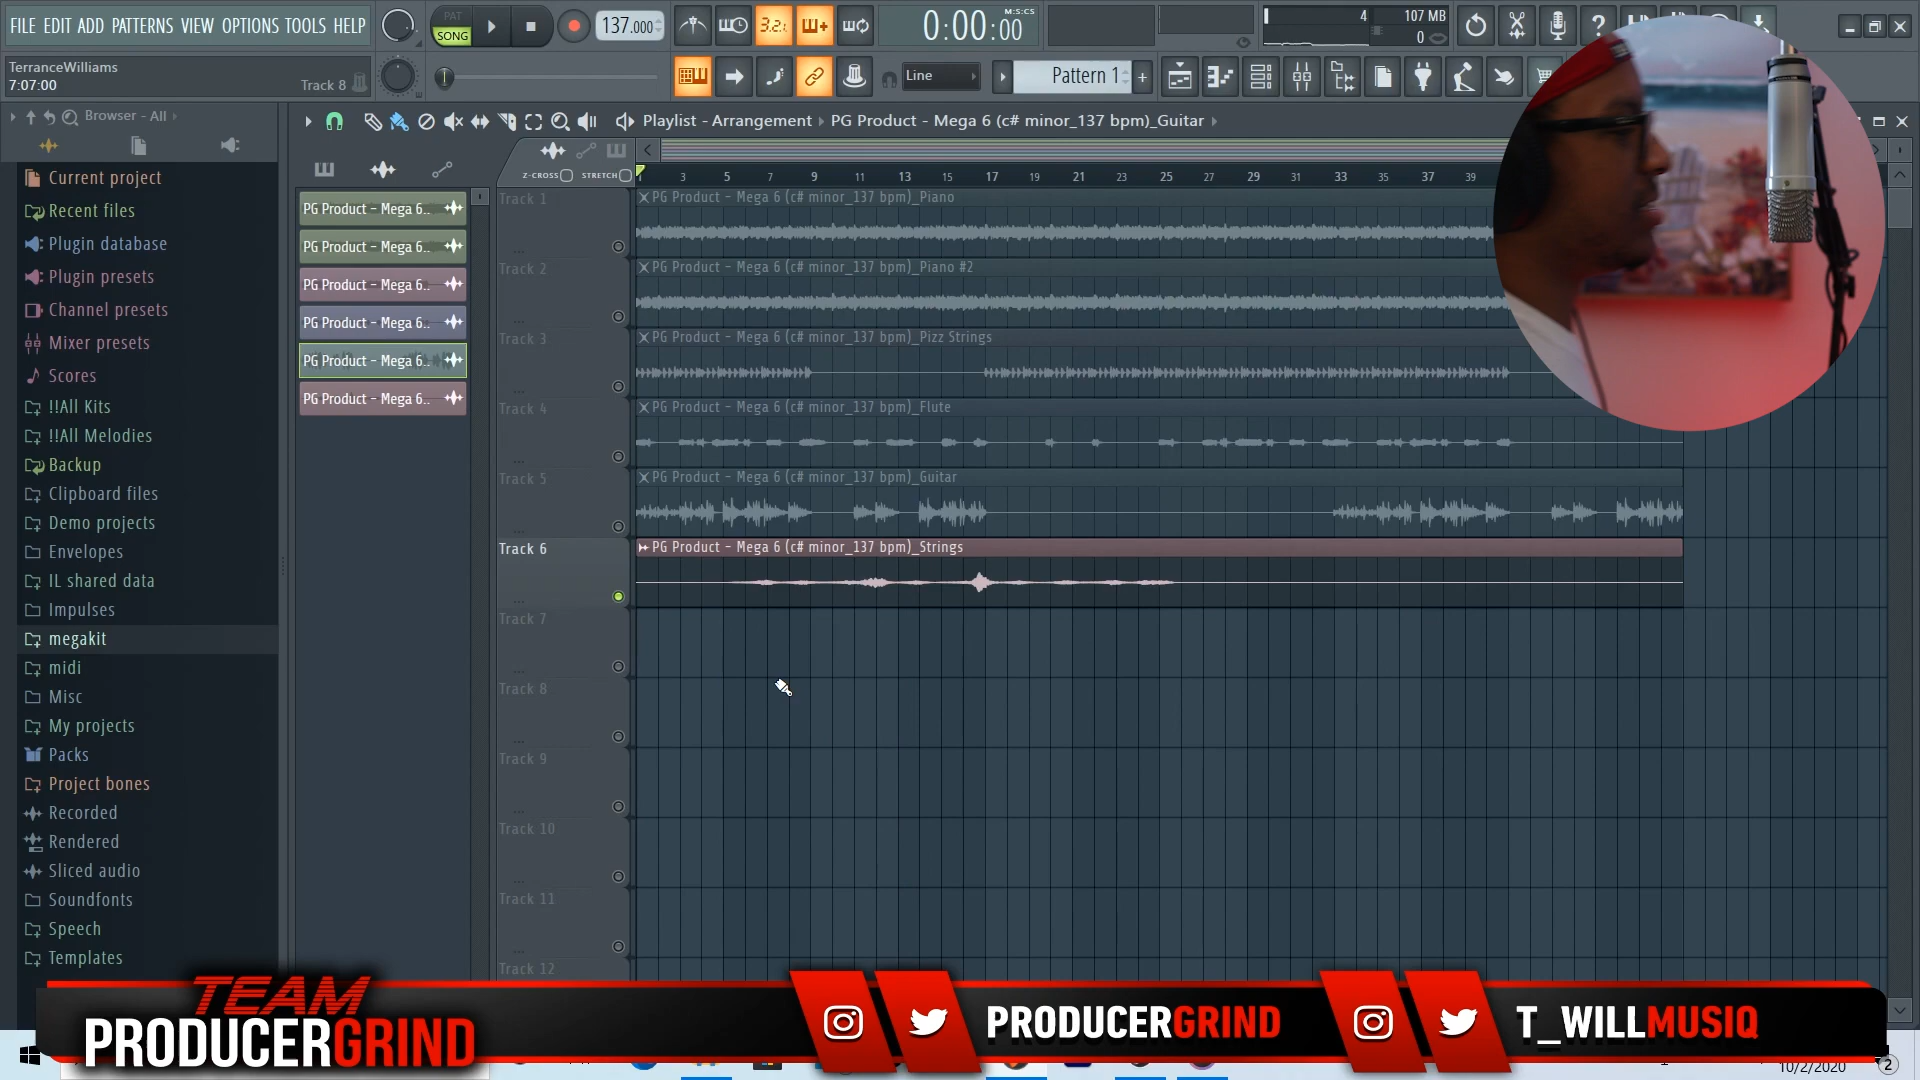 FILE EDIT ADD PATTERNS VIEW OPTIONS TOOLS HELP
PAT
SONG
137.000
3.2.
0:00:00
M:S:CS
4
107 MB
0
TerranceWilliams
7:07:00
Track 8
Line
Pattern 1
Browser - All
Playlist - Arrangement
PG Product - Mega 6 (c# minor_137 bpm)_Guitar
Z-CROSS
STRETCH
3 5 7 9 11 13 15 17 19 21 23 25 27 29 31 33 35 37 39
Current project
Recent files
Plugin database
Plugin presets
Channel presets
Mixer presets
Scores
!!All Kits
!!All Melodies
Backup
Clipboard files
Demo projects
Envelopes
IL shared data
Impulses
megakit
midi
Misc
My projects
Packs
Project bones
Recorded
Rendered
Sliced audio
Soundfonts
Speech
Templates
PG Product - Mega 6..
PG Product - Mega 6..
PG Product - Mega 6..
PG Product - Mega 6..
PG Product - Mega 6..
PG Product - Mega 6..
Track 1
PG Product - Mega 6 (c# minor_137 bpm)_Piano
Track 2
PG Product - Mega 6 (c# minor_137 bpm)_Piano #2
Track 3
PG Product - Mega 6 (c# minor_137 bpm)_Pizz Strings
Track 4
PG Product - Mega 6 (c# minor_137 bpm)_Flute
Track 5
PG Product - Mega 6 (c# minor_137 bpm)_Guitar
Track 6
PG Product - Mega 6 (c# minor_137 bpm)_Strings
Track 7
Track 8
Track 9
Track 10
Track 11
Track 12
TEAM
PRODUCERGRIND
PRODUCERGRIND
T_WILLMUSIQ
10/2/2020
2